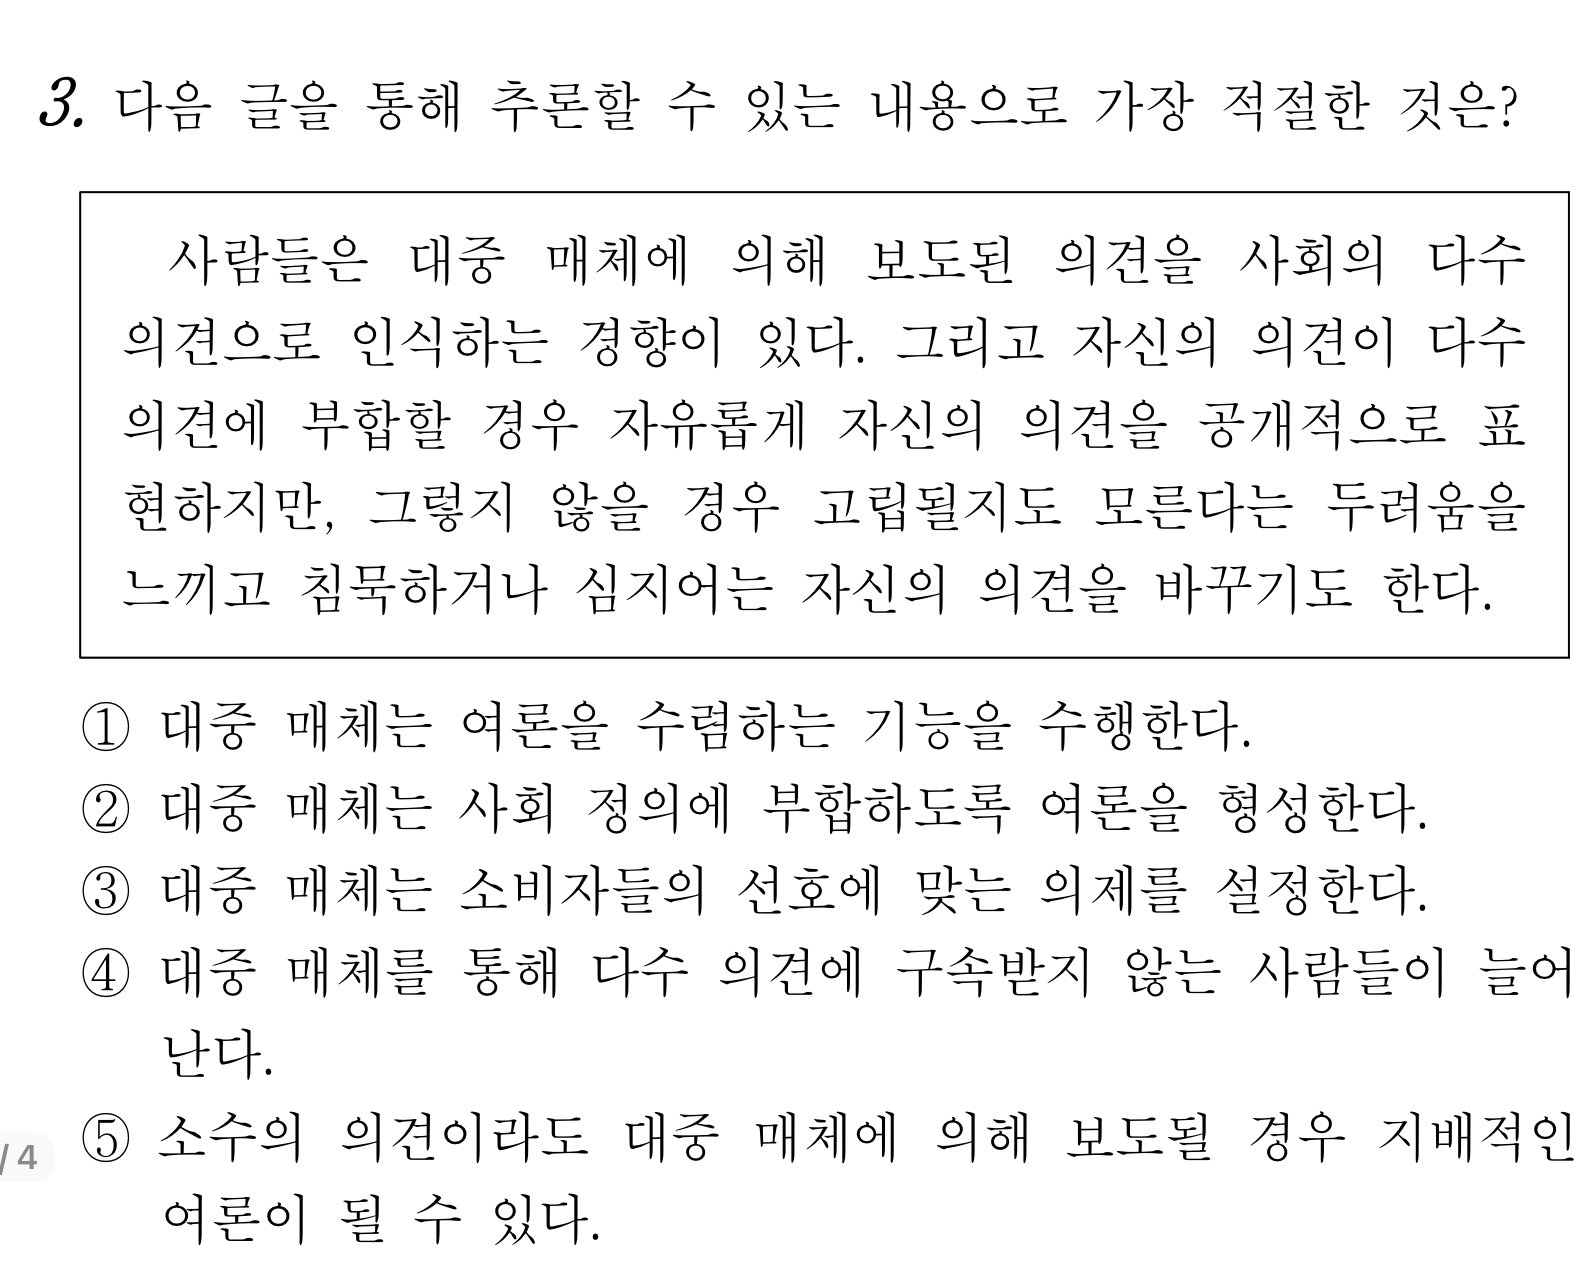 3. 다음 글을 통해 추론할 수 있는 내용으로 가장 적절한 것은?
사람들은 대중 매체에 의해 보도된 의견을 사회의 다수
의견으로 인식하는 경향이 있다. 그리고 자신의 의견이 다수
의견에 부합할 경우 자유롭게 자신의 의견을 공개적으로 표
현하지만, 그렇지 않을 경우 고립될지도 모른다는 두려움을
느끼고 침묵하거나 심지어는 자신의 의견을 바꾸기도 한다.
① 대중 매체는 여론을 수렴하는 기능을 수행한다.
② 대중 매체는 사회 정의에 부합하도록 여론을 형성한다.
③ 대중 매체는 소비자들의 선호에 맞는 의제를 설정한다.
④ 대중 매체를 통해 다수 의견에 구속받지 않는 사람들이 늘어
난다.
⑤ 소수의 의견이라도 대중 매체에 의해 보도될 경우 지배적인
/ 4
여론이 될 수 있다.